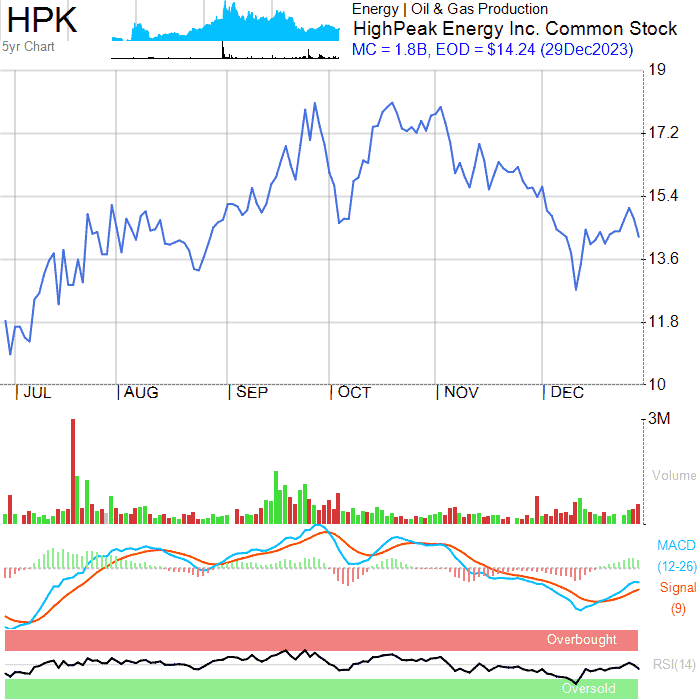 HPK
5yr Chart
Energy | Oil & Gas Production
HighPeak Energy Inc. Common Stock
MC = 1.8B, EOD = $14.24 (29Dec2023)
19
17.2
15.4
13.6
11.8
10
JUL AUG SEP OCT NOV DEC
3M
Volume
MACD
(12-26)
Signal
(9)
Overbought
RSI(14)
Oversold